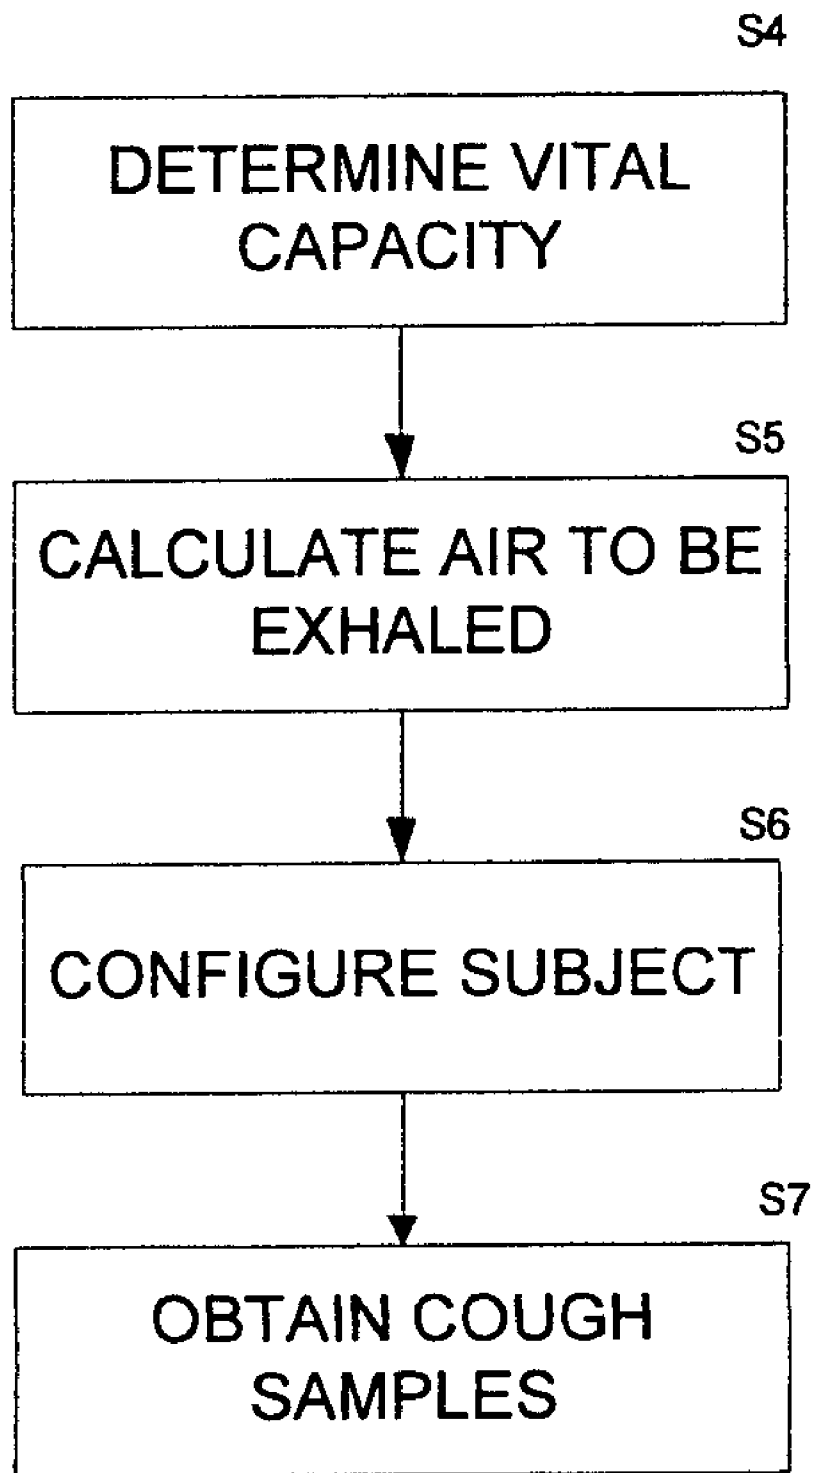 S4
DETERMINE VITAL
CAPACITY
S5
CALCULATE AIR TO BE
EXHALED
S6
CONFIGURE SUBJECT
S7
OBTAIN COUGH
SAMPLES